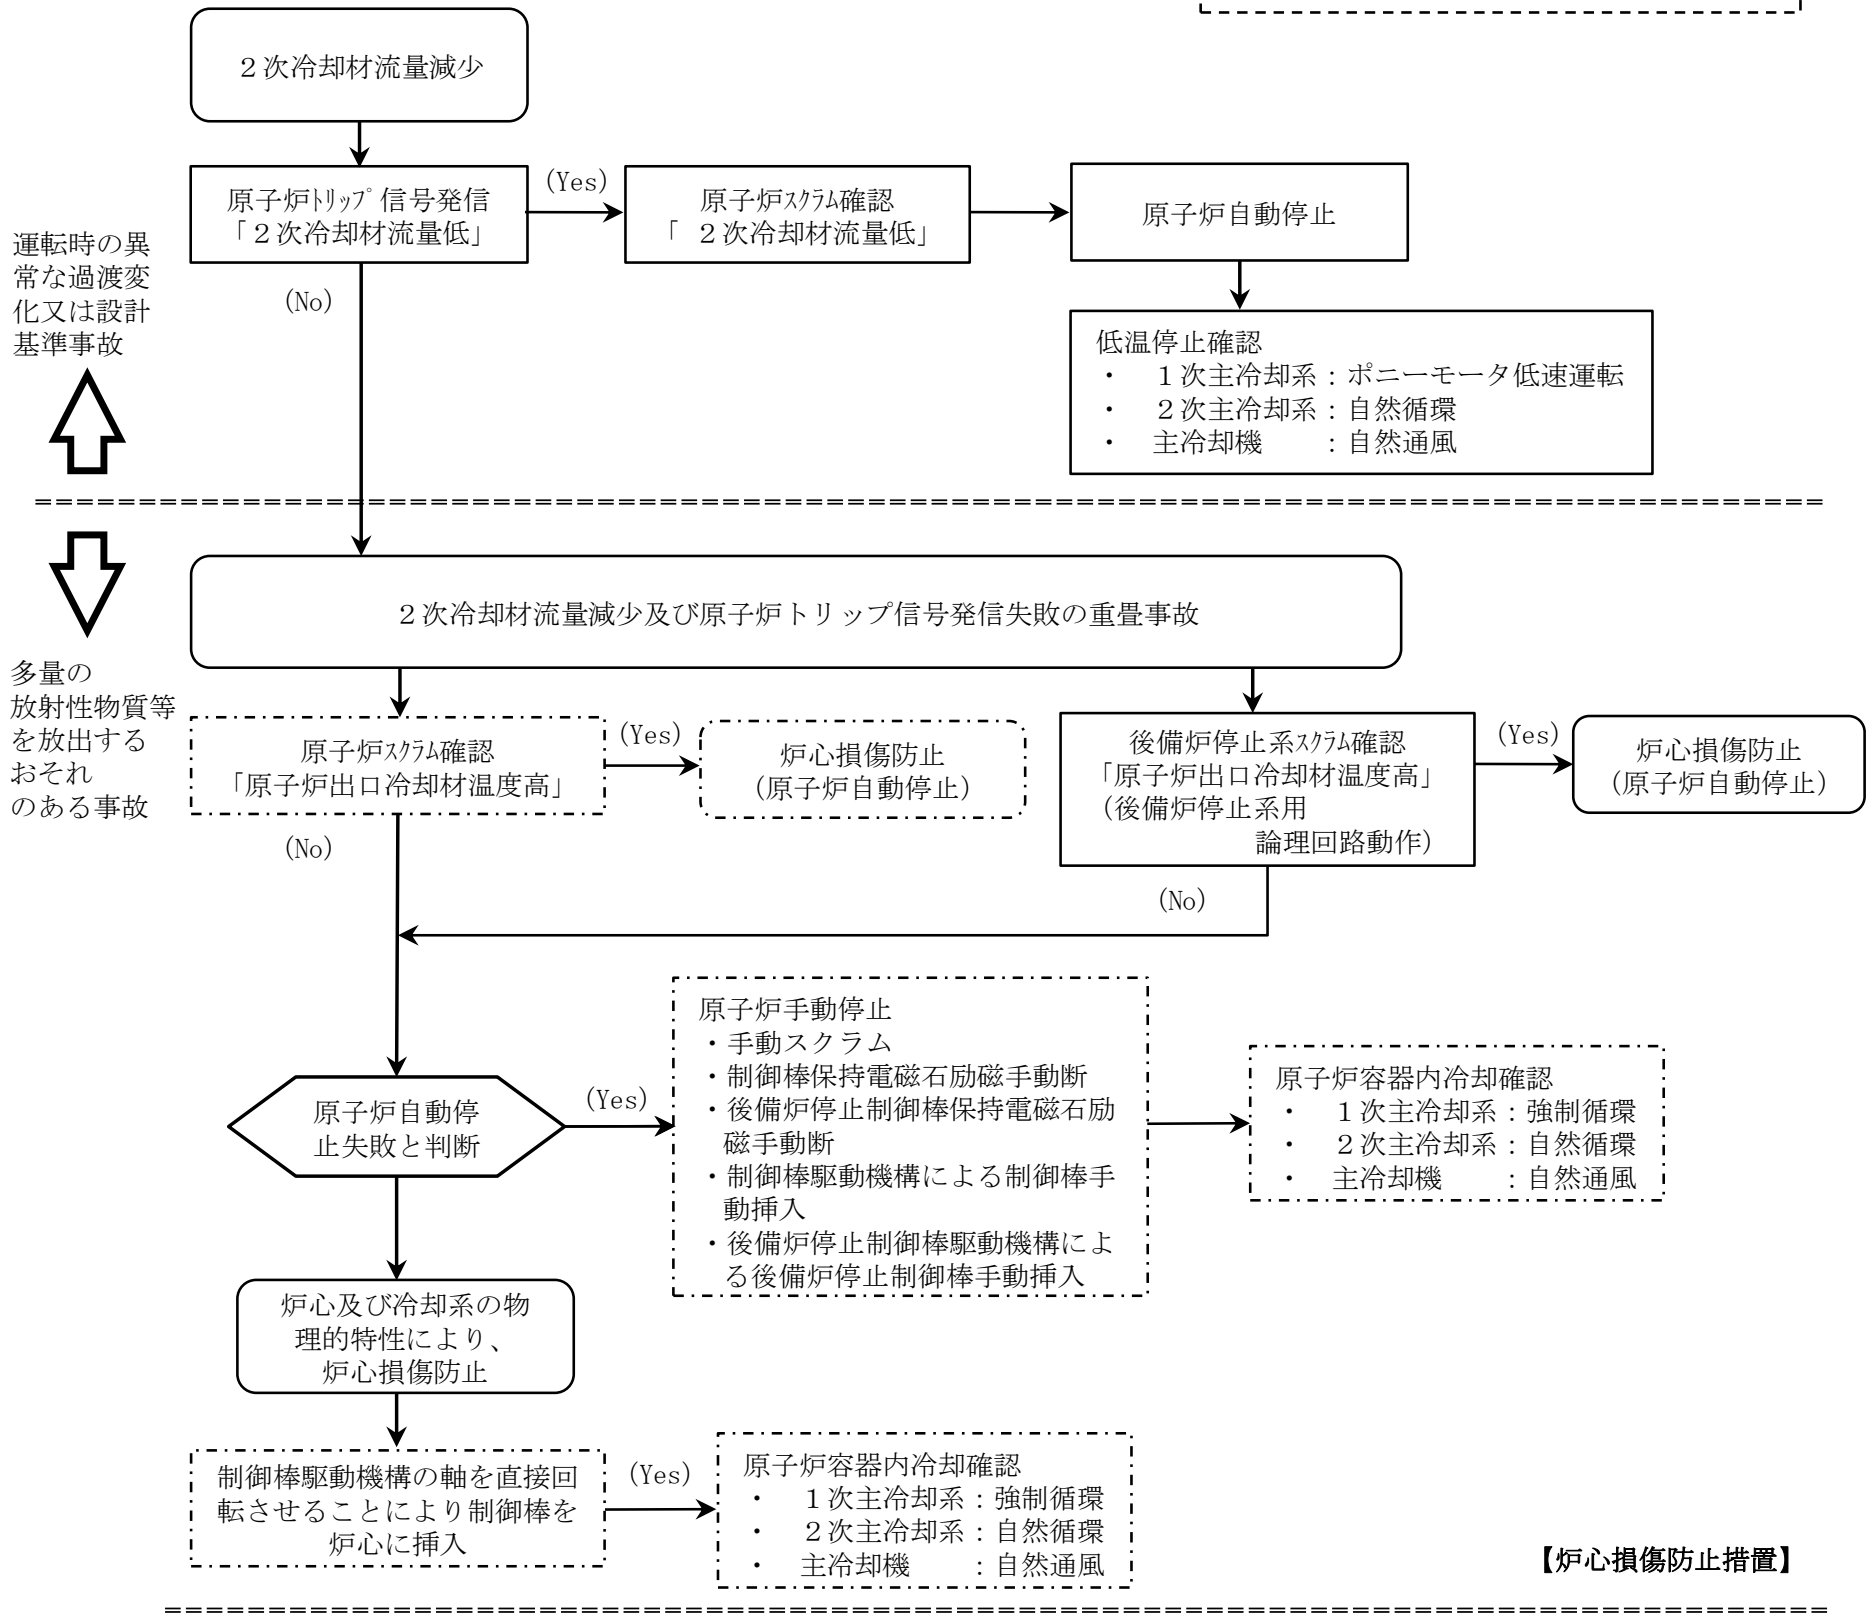 ２次冷却材流量減少
原子炉ﾄﾘｯﾌﾟ信号発信
「２次冷却材流量低」
(Yes)
原子炉ｽｸﾗﾑ確認
「 ２次冷却材流量低」
原子炉自動停止
(No)
運転時の異
常な過渡変
化又は設計
基準事故
低温停止確認
・ １次主冷却系：ポニーモータ低速運転
・ ２次主冷却系：自然循環
・ 主冷却機 ：自然通風
２次冷却材流量減少及び原子炉トリップ信号発信失敗の重畳事故
多量の
放射性物質等
を放出する
おそれ
のある事故
原子炉ｽｸﾗﾑ確認
「原子炉出口冷却材温度高」
(Yes)
炉心損傷防止
(原子炉自動停止)
(No)
後備炉停止系ｽｸﾗﾑ確認
「原子炉出口冷却材温度高」
(後備炉停止系用
論理回路動作)
(Yes)
炉心損傷防止
(原子炉自動停止)
(No)
原子炉自動停
止失敗と判断
(Yes)
原子炉手動停止
・手動スクラム
・制御棒保持電磁石励磁手動断
・後備炉停止制御棒保持電磁石励
磁手動断
・制御棒駆動機構による制御棒手
動挿入
・後備炉停止制御棒駆動機構によ
る後備炉停止制御棒手動挿入
原子炉容器内冷却確認
・ １次主冷却系：強制循環
・ ２次主冷却系：自然循環
・ 主冷却機 ：自然通風
炉心及び冷却系の物
理的特性により、
炉心損傷防止
制御棒駆動機構の軸を直接回
転させることにより制御棒を
炉心に挿入
(Yes)
原子炉容器内冷却確認
・ １次主冷却系：強制循環
・ ２次主冷却系：自然循環
・ 主冷却機 ：自然通風
【炉心損傷防止措置】